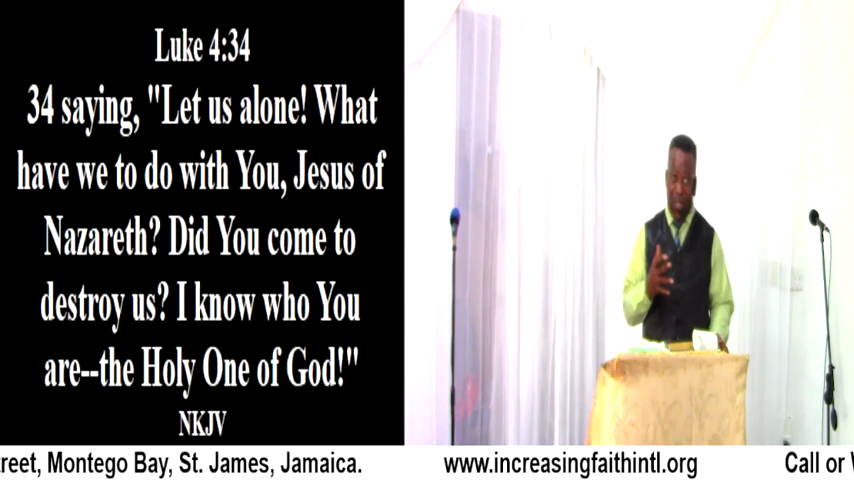 Luke 4:34
34 saying, "Let us alone! What
have we to do with You, Jesus of
Nazareth? Did You come to
destroy us? I know who You
are--the Holy One of God!"
NKJV
treet, Montego Bay, St. James, Jamaica. www.increasingfaithintl.org Call or